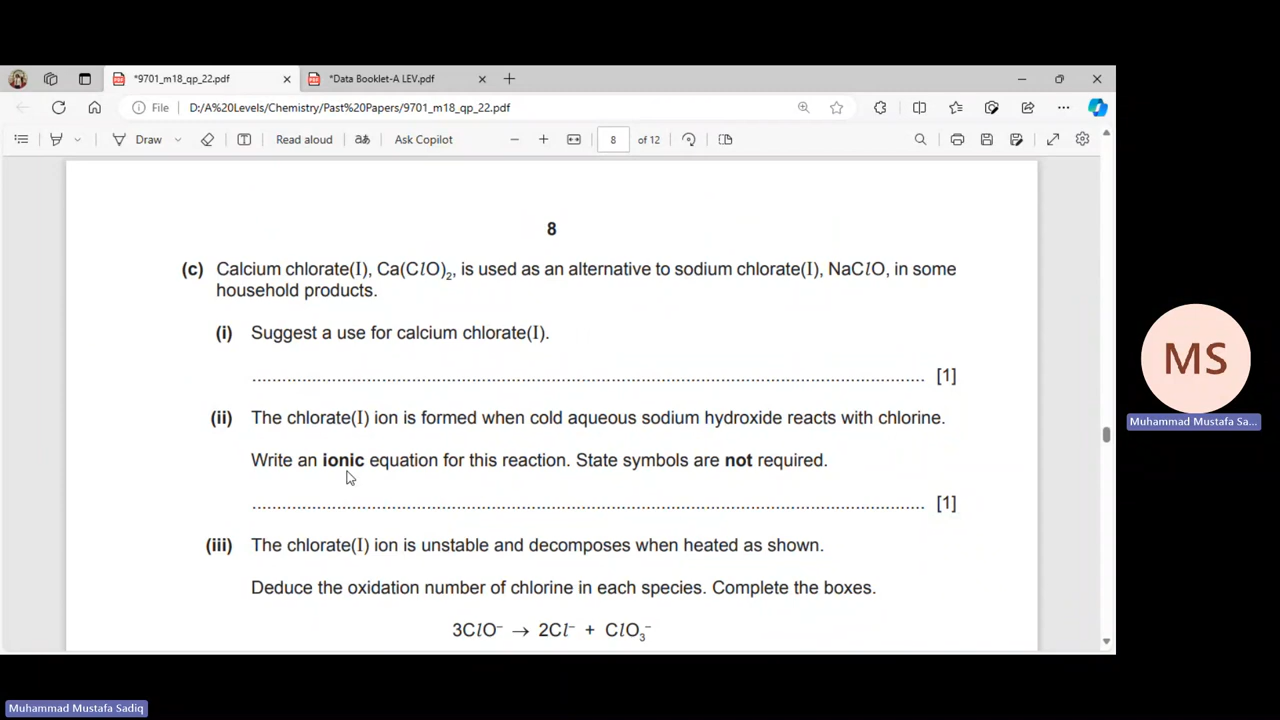 *9701_m18_qp_22.pdf
*Data Booklet-A LEV.pdf
File D:/A%20Levels/Chemistry/Past%20Papers/9701_m18_qp_22.pdf
Draw Read aloud aあ Ask Copilot 8 of 12
8
(c) Calcium chlorate(I), Ca(ClO)₂, is used as an alternative to sodium chlorate(I), NaClO, in some
household products.
(i) Suggest a use for calcium chlorate(I).
.......................................................................................................................................... [1]
(ii) The chlorate(I) ion is formed when cold aqueous sodium hydroxide reacts with chlorine.
Write an ionic equation for this reaction. State symbols are not required.
.......................................................................................................................................... [1]
(iii) The chlorate(I) ion is unstable and decomposes when heated as shown.
Deduce the oxidation number of chlorine in each species. Complete the boxes.
3ClO⁻ → 2Cl⁻ + ClO₃⁻
MS
Muhammad Mustafa Sa...
Muhammad Mustafa Sadiq